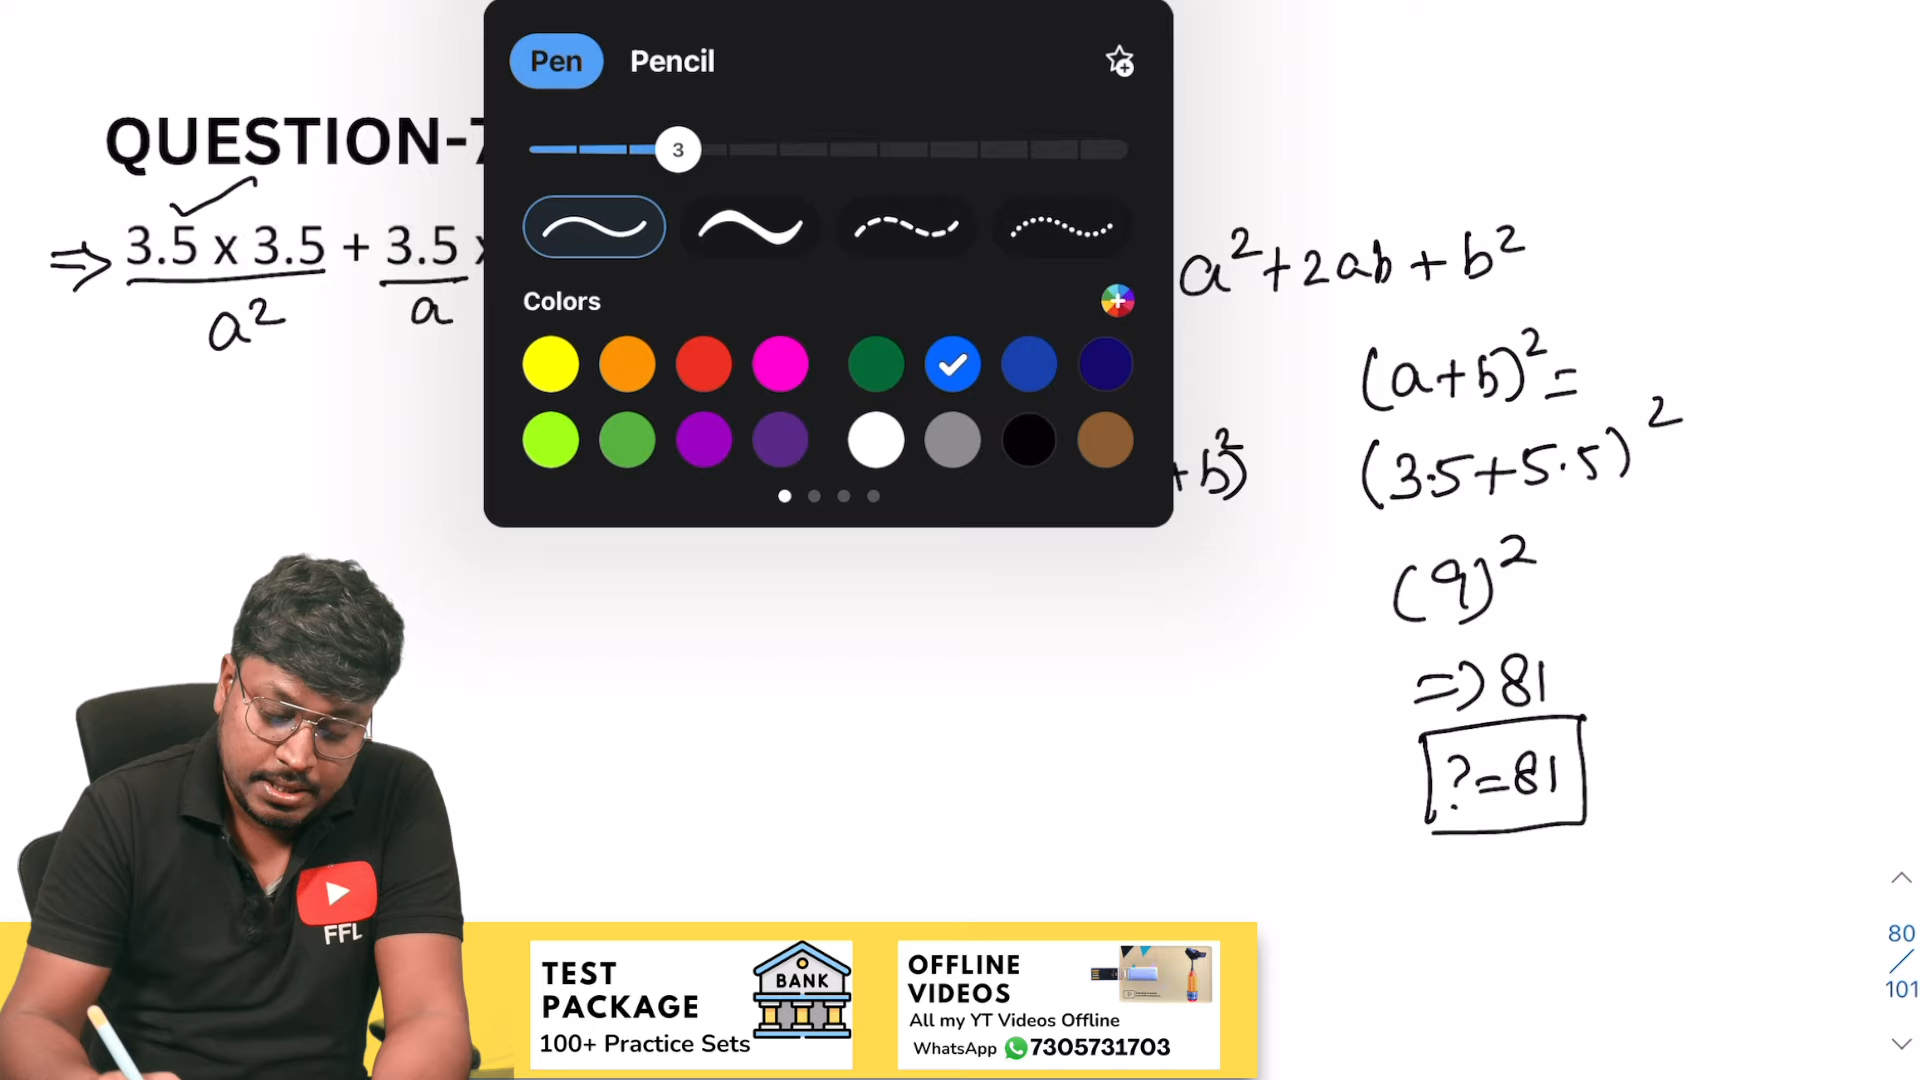 Pen Pencil
3
QUESTION-7
⇒ 3.5 x 3.5 + 3.5 x
a² a
a²+2ab+b²
Colors
(a+b)²=
+ b²)
(3.5+5.5)²
(9)²
⇒ 81
?=81
FFL
TEST
PACKAGE
100+ Practice Sets
BANK
OFFLINE
VIDEOS
All my YT Videos Offline
WhatsApp 7305731703
80
/
101